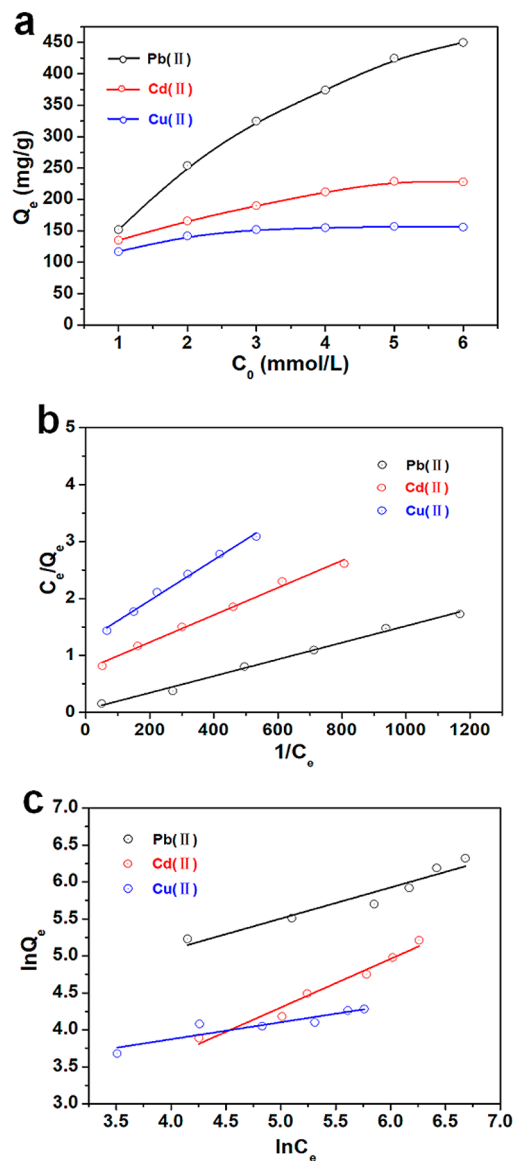 a
450
400
350
300
250
200
150
100
50
0
Qe (mg/g)
Pb(Ⅱ)
Cd(Ⅱ)
Cu(Ⅱ)
1 2 3 4 5 6
C0 (mmol/L)
b
5
4
3
2
1
0
Ce/Qe
Pb(Ⅱ)
Cd(Ⅱ)
Cu(Ⅱ)
0 200 400 600 800 1000 1200
1/Ce
c
7.0
6.5
6.0
5.5
5.0
4.5
4.0
3.5
3.0
lnQe
Pb(Ⅱ)
Cd(Ⅱ)
Cu(Ⅱ)
3.5 4.0 4.5 5.0 5.5 6.0 6.5 7.0
lnCe